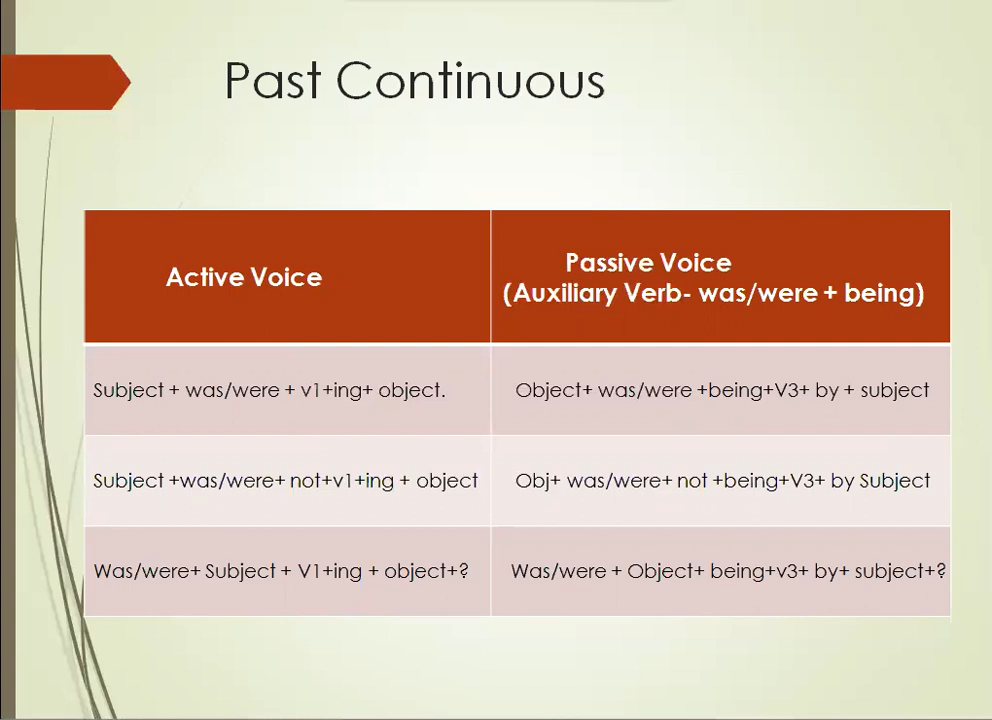 Past Continuous
Active Voice
Passive Voice
(Auxiliary Verb- was/were + being)
Subject + was/were + v1+ing+ object.
Object+ was/were +being+V3+ by + subject
Subject +was/were+ not+v1+ing + object
Obj+ was/were+ not +being+V3+ by Subject
Was/were+ Subject + V1+ing + object+?
Was/were + Object+ being+v3+ by+ subject+?